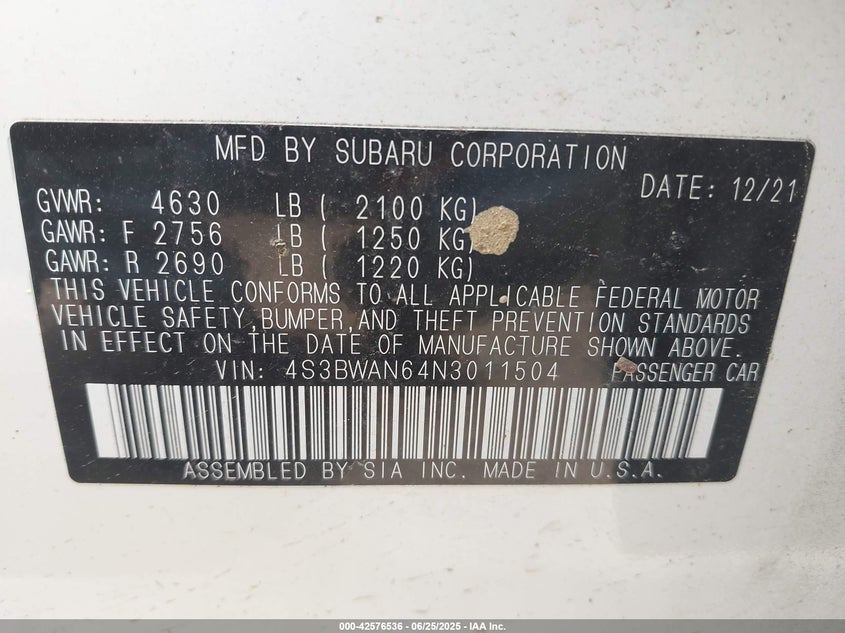 MFD BY SUBARU CORPORATION
DATE: 12/21
GVWR: 4630 LB ( 2100 KG)
GAWR: F 2756 LB ( 1250 KG)
GAWR: R 2690 LB ( 1220 KG)
THIS VEHICLE CONFORMS TO ALL APPLICABLE FEDERAL MOTOR
VEHICLE SAFETY,BUMPER,AND THEFT PREVENTION STANDARDS
IN EFFECT ON THE DATE OF MANUFACTURE SHOWN ABOVE.
VIN: 4S3BWAN64N3011504 PASSENGER CAR
ASSEMBLED BY SIA INC. MADE IN U.S.A.
000-42576536 - 06/25/2025 - IAA Inc.